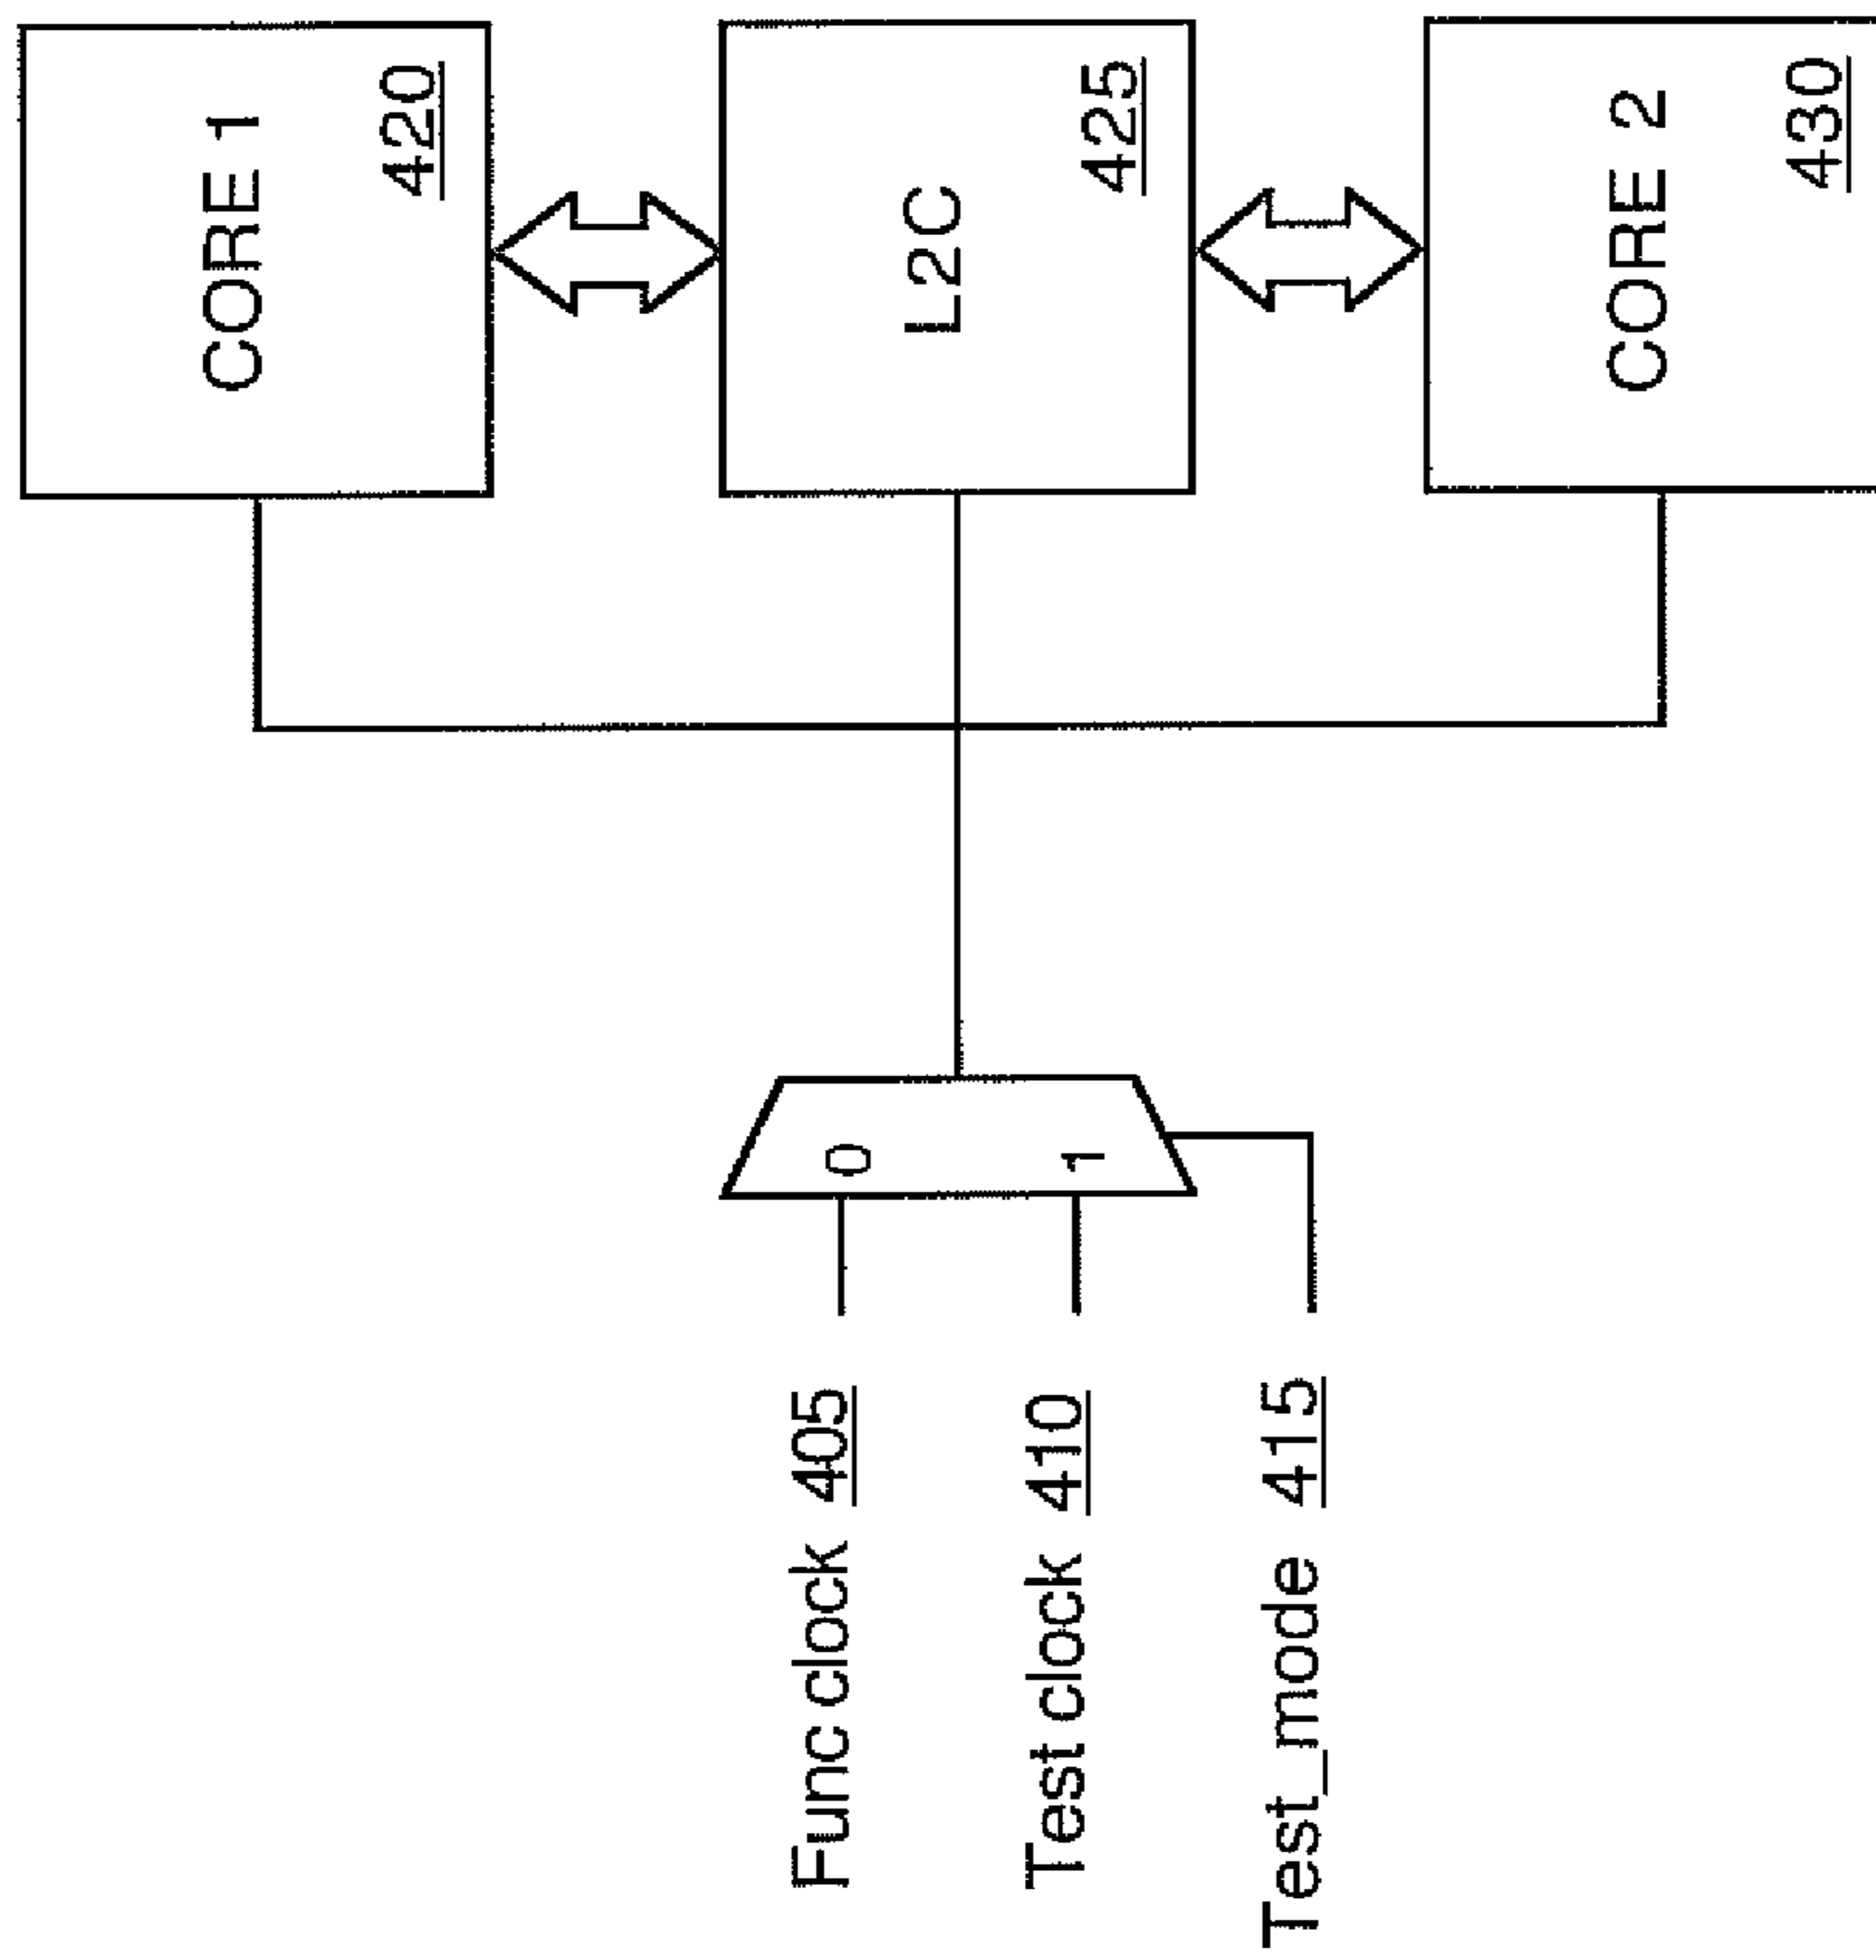 Func clock 405
Test clock 410
Test_mode 415
0
1
CORE 1
420
L2C
425
CORE 2
430